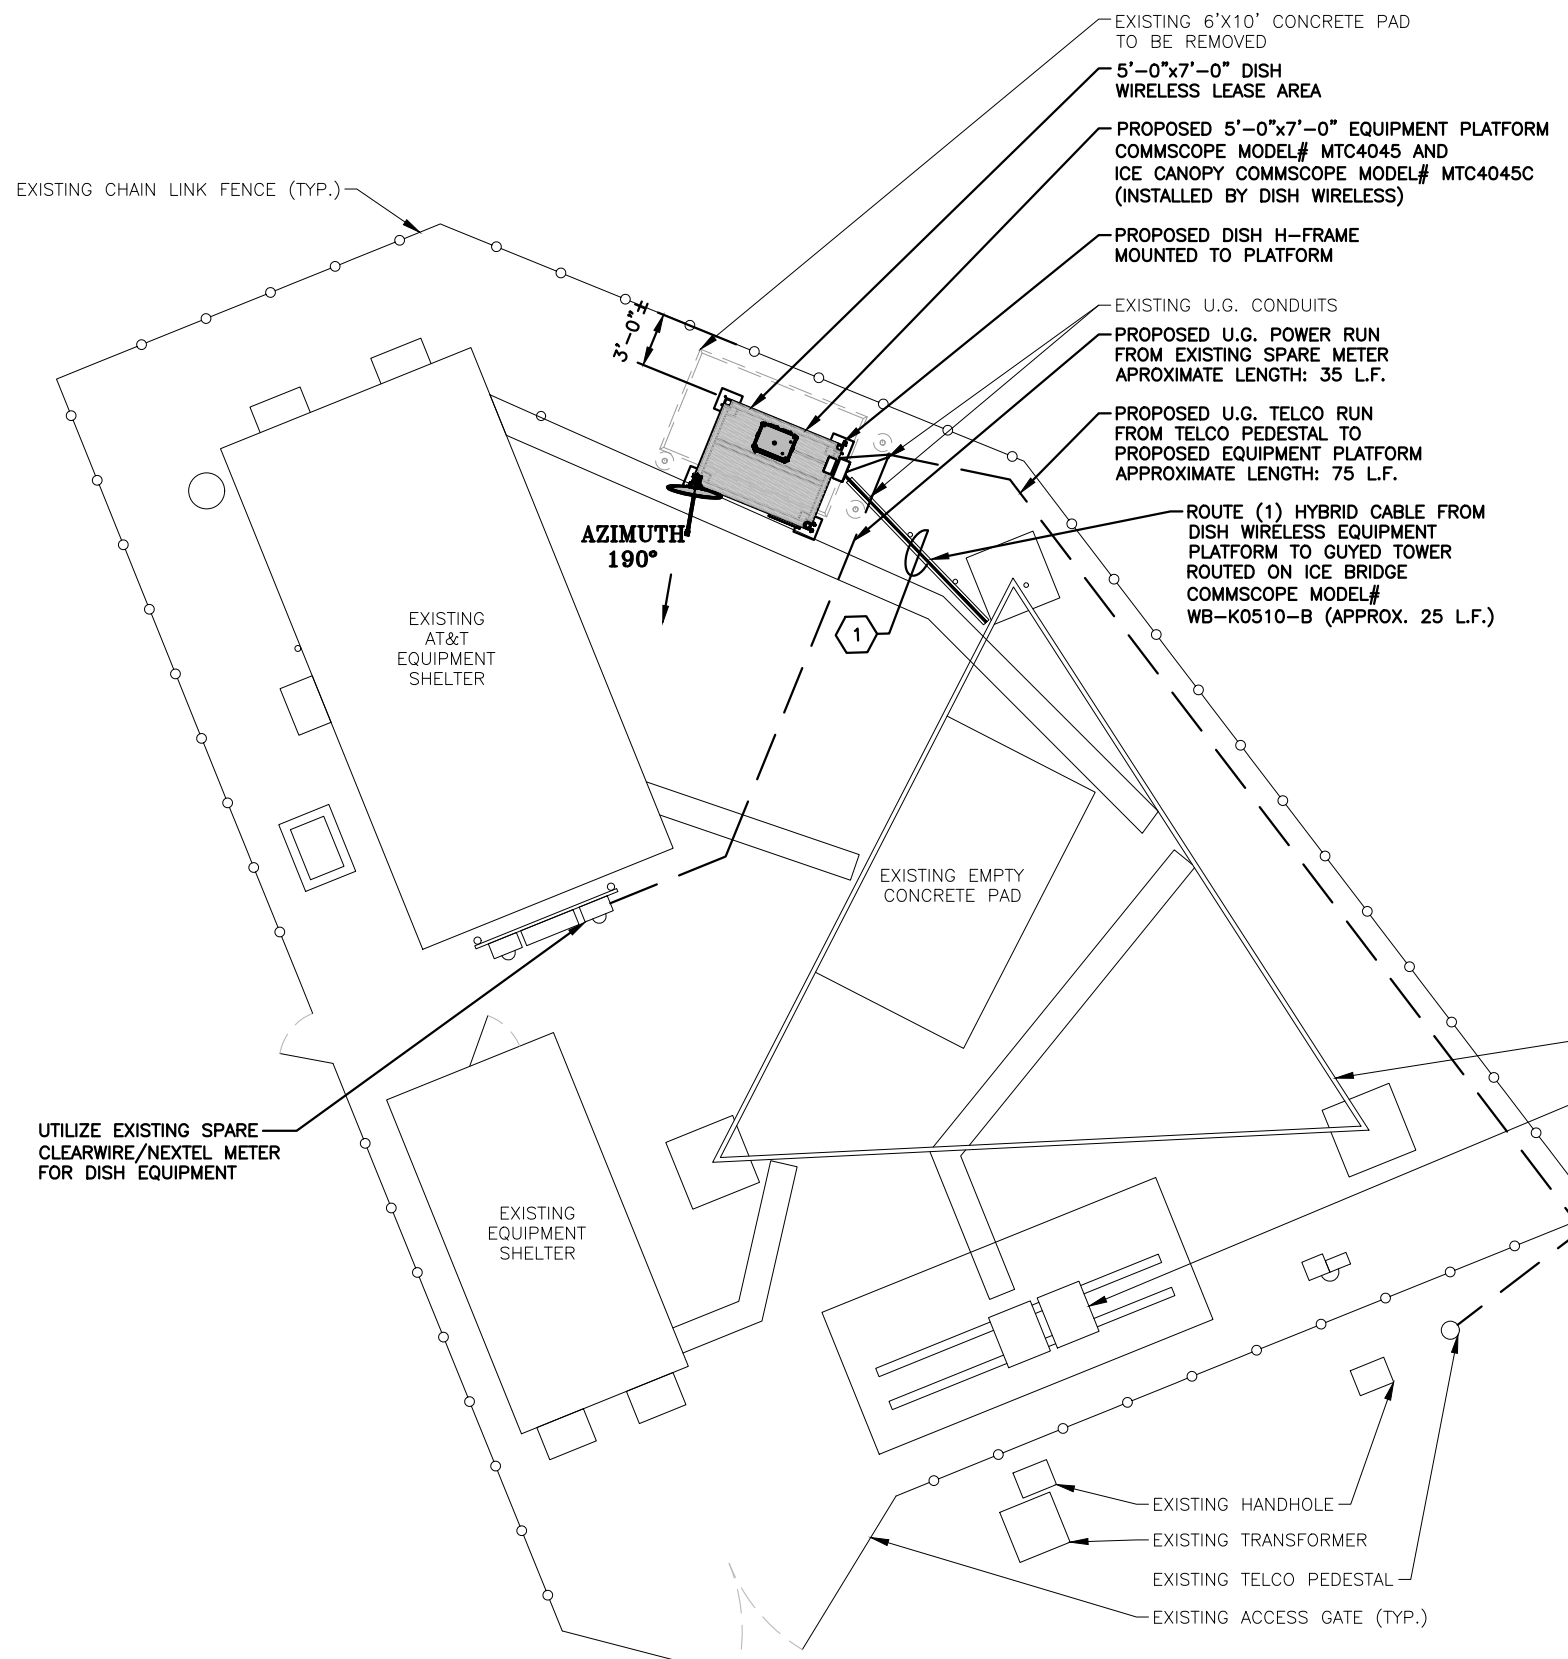 EXISTING 6'X10' CONCRETE PAD
TO BE REMOVED
5'-0"x7'-0" DISH
WIRELESS LEASE AREA
PROPOSED 5'-0"x7'-0" EQUIPMENT PLATFORM
COMMSCOPE MODEL# MTC4045 AND
ICE CANOPY COMMSCOPE MODEL# MTC4045C
(INSTALLED BY DISH WIRELESS)
EXISTING CHAIN LINK FENCE (TYP.)
PROPOSED DISH H-FRAME
MOUNTED TO PLATFORM
EXISTING U.G. CONDUITS
3'-0"±
PROPOSED U.G. POWER RUN
FROM EXISTING SPARE METER
APROXIMATE LENGTH: 35 L.F.
PROPOSED U.G. TELCO RUN
FROM TELCO PEDESTAL TO
PROPOSED EQUIPMENT PLATFORM
APPROXIMATE LENGTH: 75 L.F.
ROUTE (1) HYBRID CABLE FROM
DISH WIRELESS EQUIPMENT
PLATFORM TO GUYED TOWER
ROUTED ON ICE BRIDGE
COMMSCOPE MODEL#
WB-K0510-B (APPROX. 25 L.F.)
AZIMUTH
190°
1
EXISTING
AT&T
EQUIPMENT
SHELTER
EXISTING EMPTY
CONCRETE PAD
UTILIZE EXISTING SPARE
CLEARWIRE/NEXTEL METER
FOR DISH EQUIPMENT
EXISTING
EQUIPMENT
SHELTER
EXISTING HANDHOLE
EXISTING TRANSFORMER
EXISTING TELCO PEDESTAL
EXISTING ACCESS GATE (TYP.)